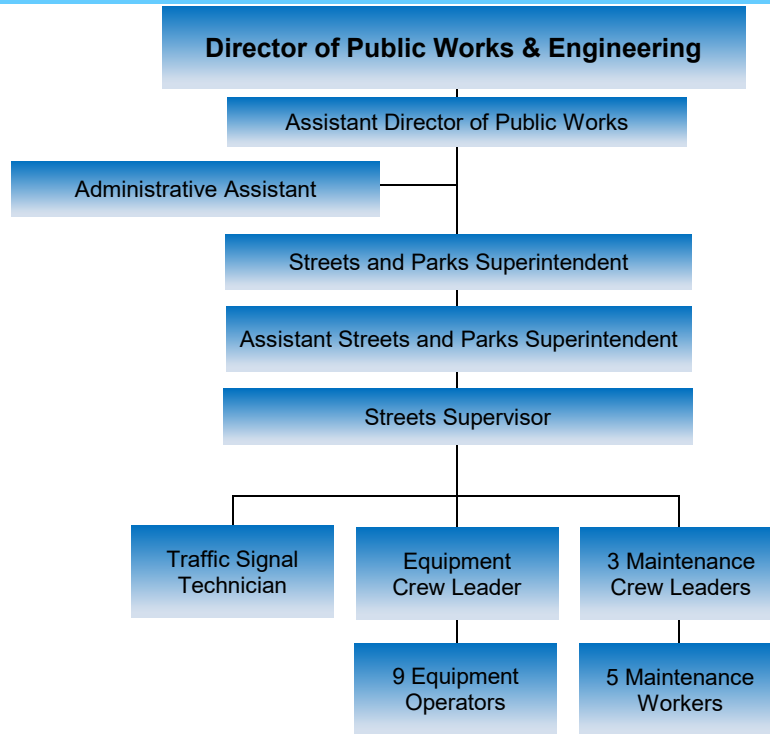 Director of Public Works & Engineering
Assistant Director of Public Works
Administrative Assistant
Streets and Parks Superintendent
Assistant Streets and Parks Superintendent
Streets Supervisor
Traffic Signal
Technician
Equipment
Crew Leader
3 Maintenance
Crew Leaders
9 Equipment
Operators
5 Maintenance
Workers